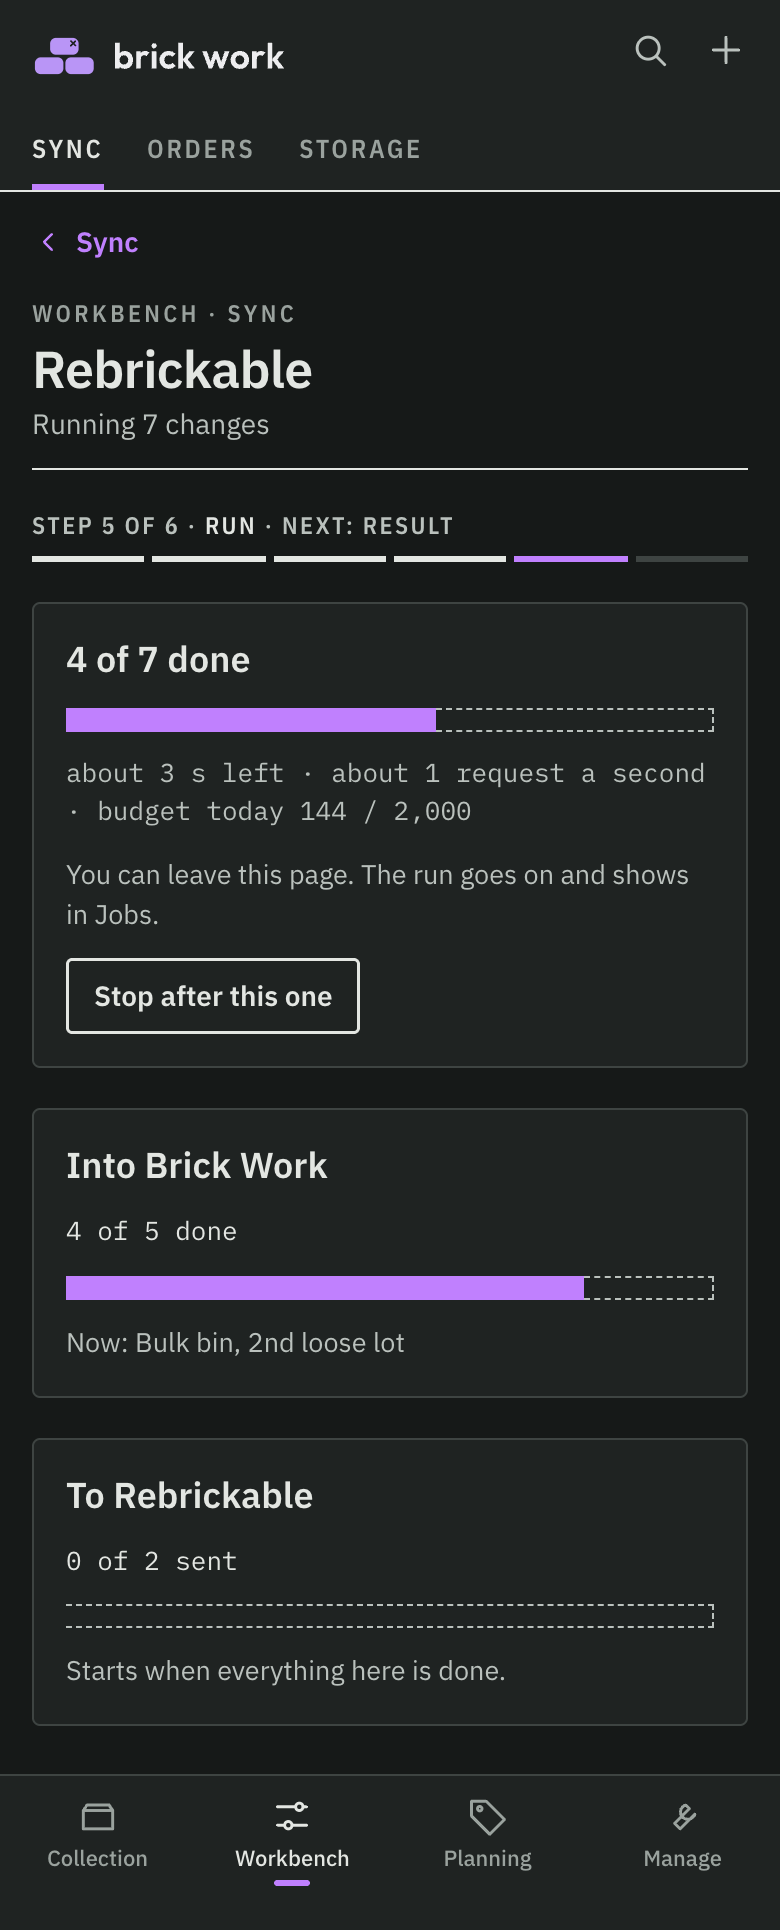 brick work
SYNC ORDERS STORAGE
Sync
WORKBENCH · SYNC
Rebrickable
Running 7 changes
STEP 5 OF 6 · RUN · NEXT: RESULT
4 of 7 done
about 3 s left · about 1 request a second
· budget today 144 / 2,000
You can leave this page. The run goes on and shows
in Jobs.
Stop after this one
Into Brick Work
4 of 5 done
Now: Bulk bin, 2nd loose lot
To Rebrickable
0 of 2 sent
Starts when everything here is done.
Collection Workbench Planning Manage